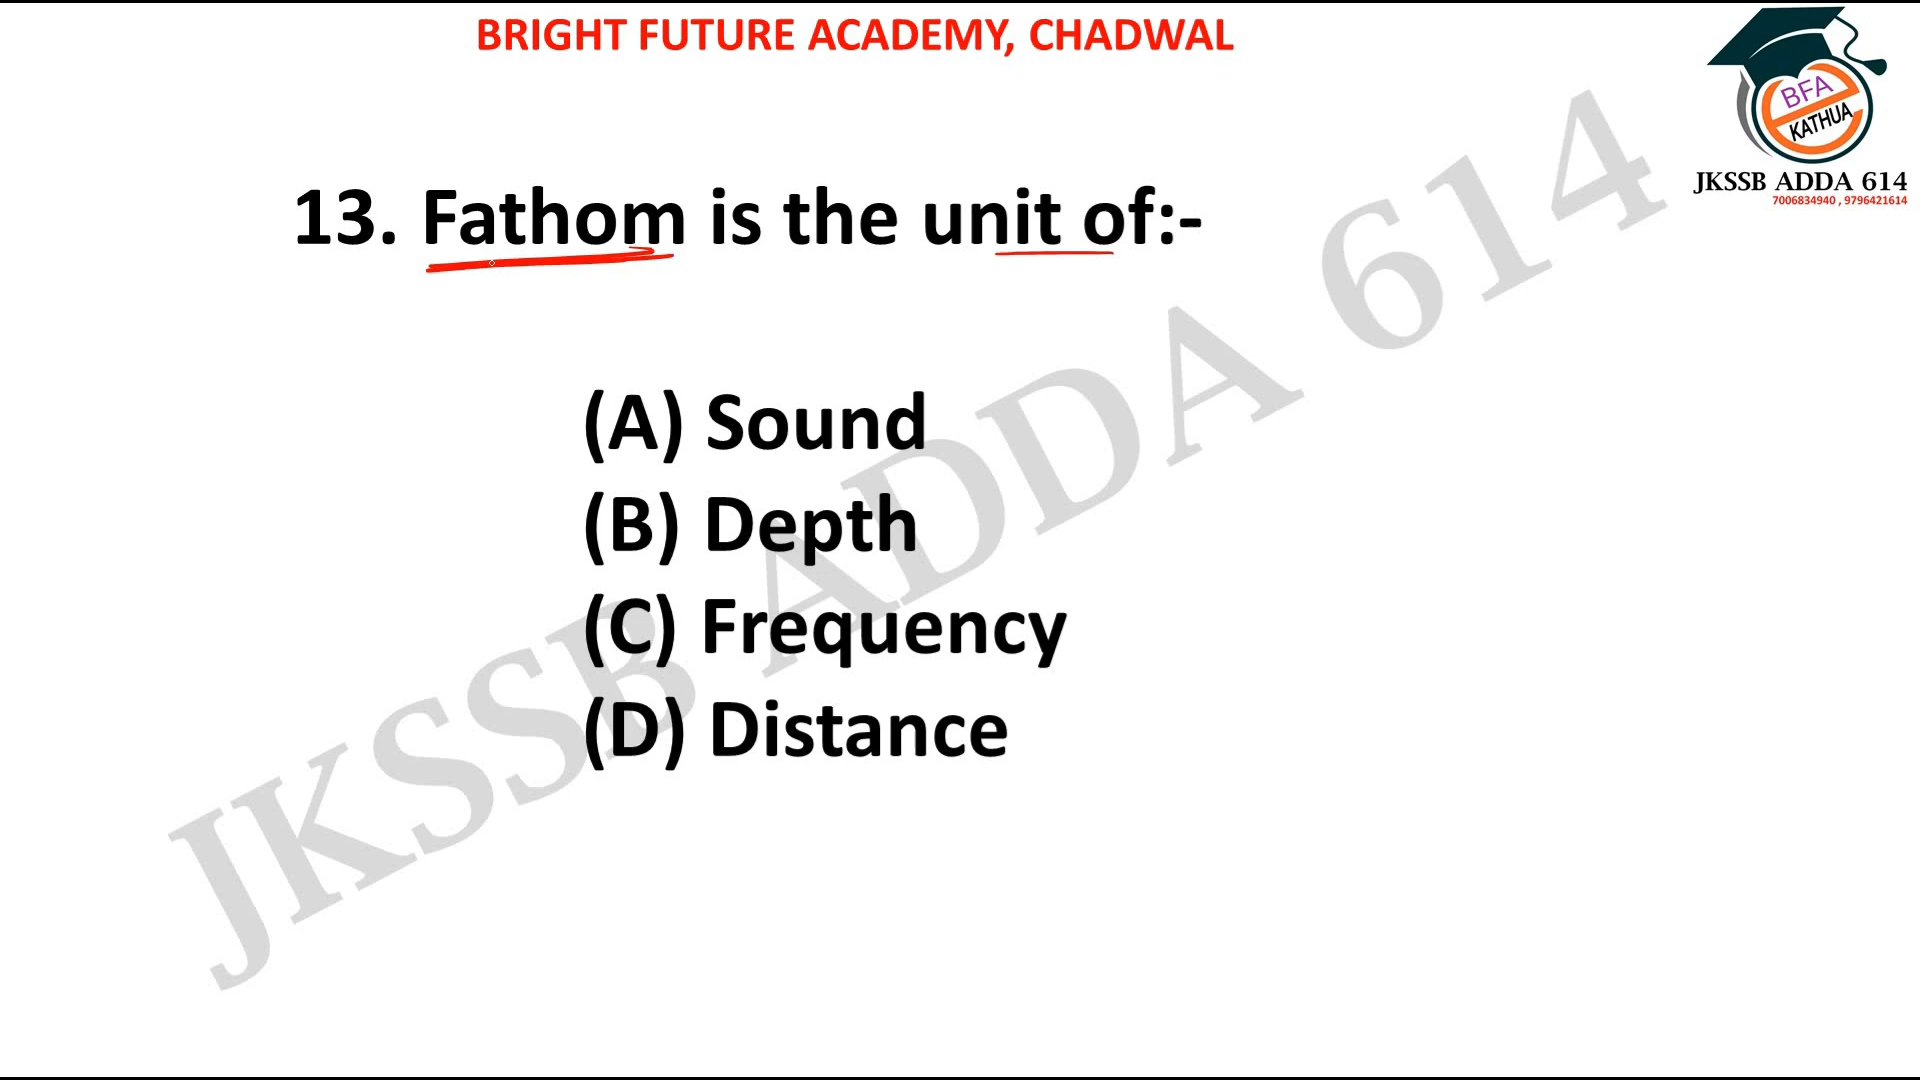 BRIGHT FUTURE ACADEMY, CHADWAL
BFA
KATHUA
JKSSB ADDA 614
7006834940 , 9796421614
13. Fathom is the unit of:-
(A) Sound
(B) Depth
(C) Frequency
(D) Distance
JKSSB ADDA 614